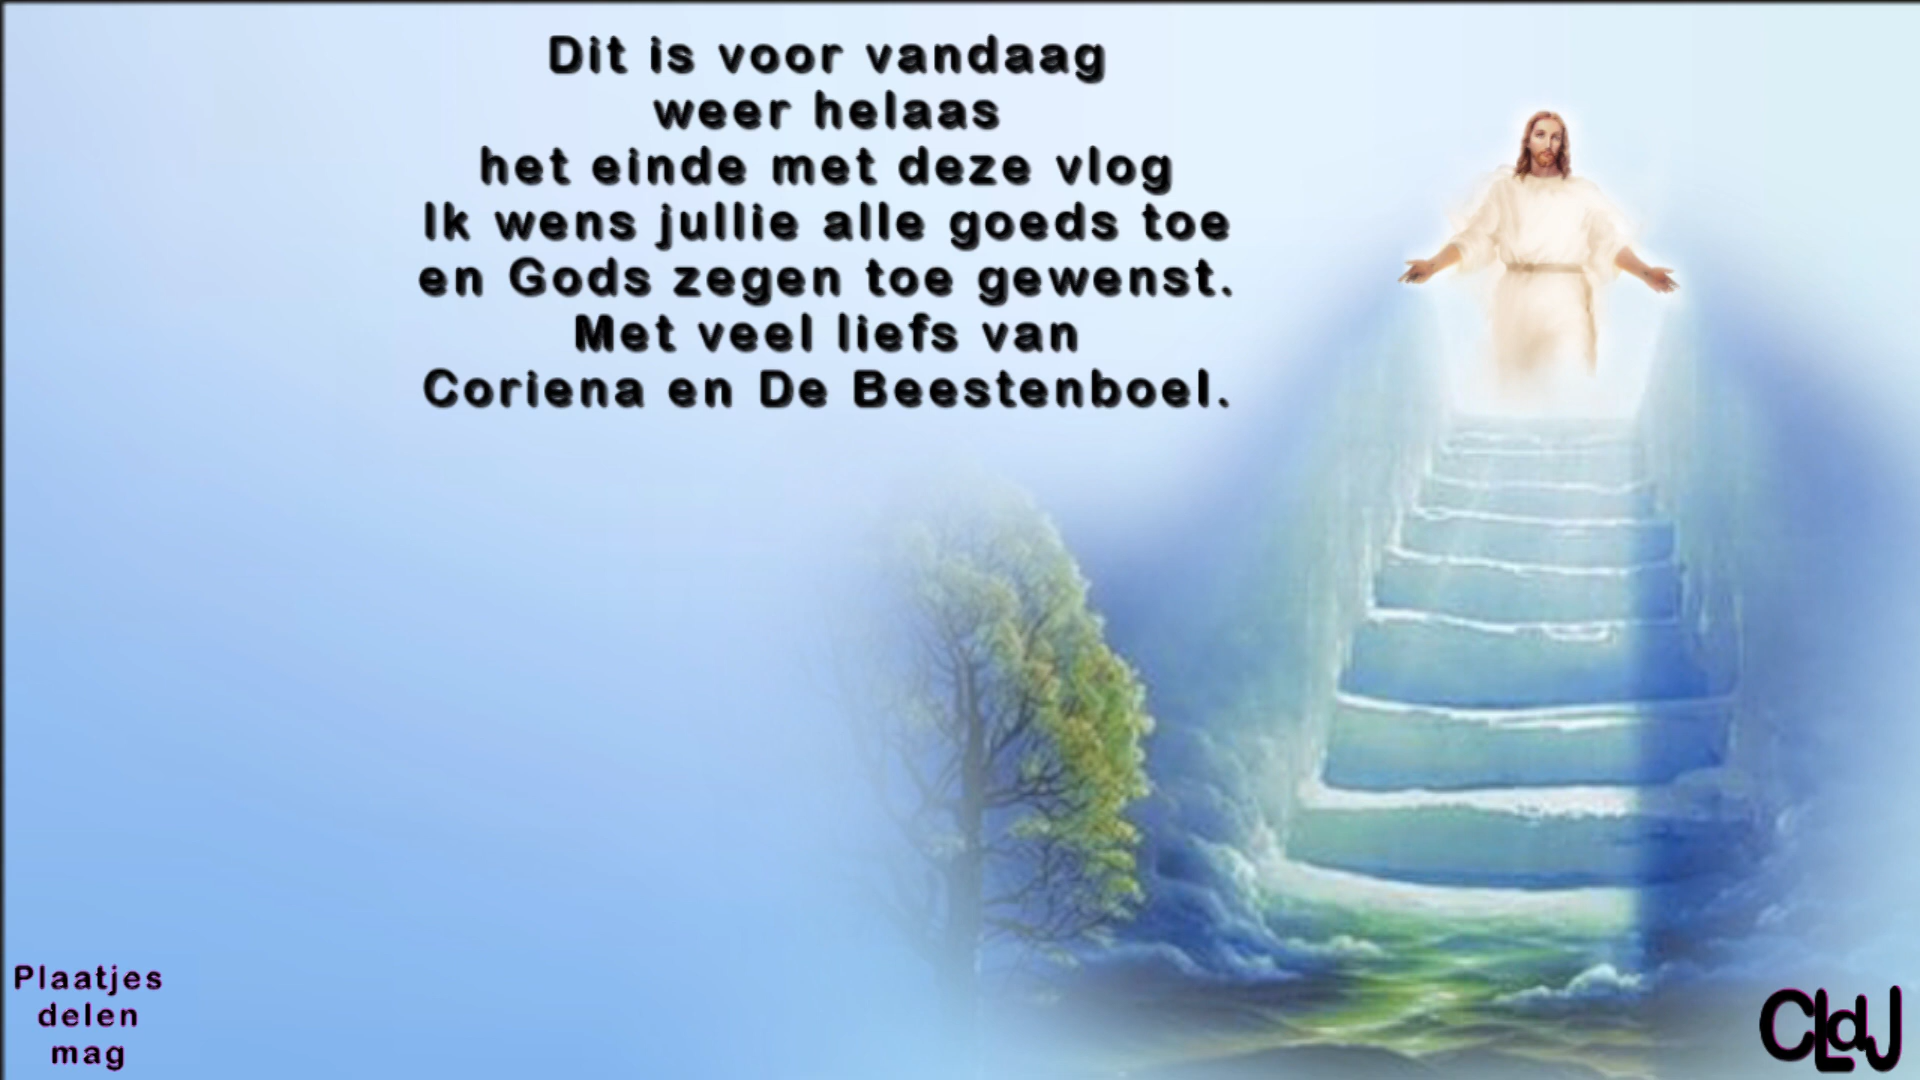 Dit is voor vandaag
weer helaas
het einde met deze vlog
Ik wens jullie alle goeds toe
en Gods zegen toe gewenst.
Met veel liefs van
Coriena en De Beestenboel.
Plaatjes
delen
mag
CLdJ